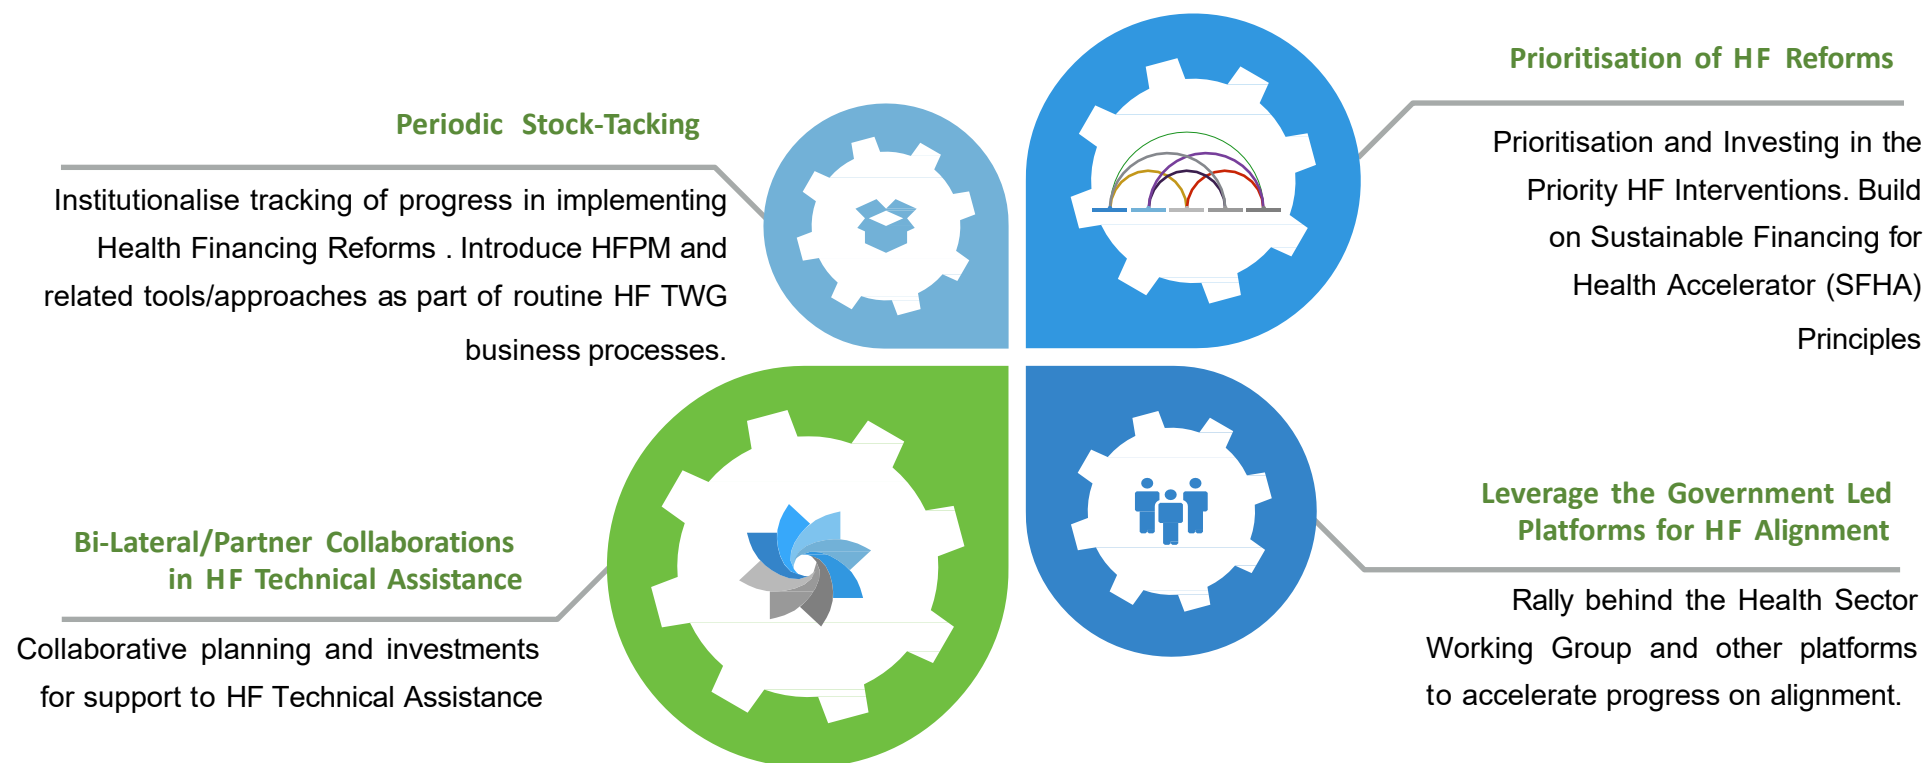 Periodic Stock-Tacking
Institutionalise tracking of progress in implementing
Health Financing Reforms . Introduce HFPM and
related tools/approaches as part of routine HF TWG
business processes.
Prioritisation of HF Reforms
Prioritisation and Investing in the
Priority HF Interventions. Build
on Sustainable Financing for
Health Accelerator (SFHA)
Principles
Bi-Lateral/Partner Collaborations
in HF Technical Assistance
Collaborative planning and investments
for support to HF Technical Assistance
Leverage the Government Led
Platforms for HF Alignment
Rally behind the Health Sector
Working Group and other platforms
to accelerate progress on alignment.